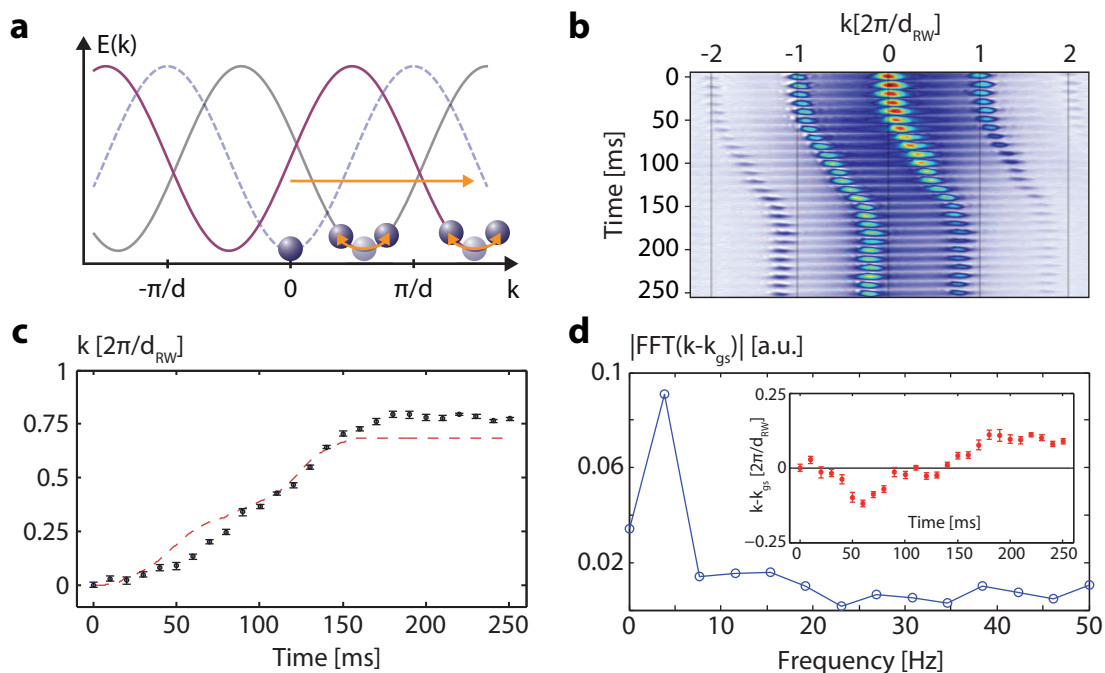 a
E(k)
-π/d
0
π/d
k
b
k[2π/d_RW]
-2
-1
0
1
2
0
50
100
150
200
250
Time [ms]
c
k [2π/d_RW]
1
0.75
0.5
0.25
0
0
50
100
150
200
250
Time [ms]
d
|FFT(k-k_gs)| [a.u.]
0.1
0.06
0.02
0
10
20
30
40
50
Frequency [Hz]
0.25
0
−0.25
k-k_gs [2π/d_RW]
Time [ms]
0
50
100
150
200
250